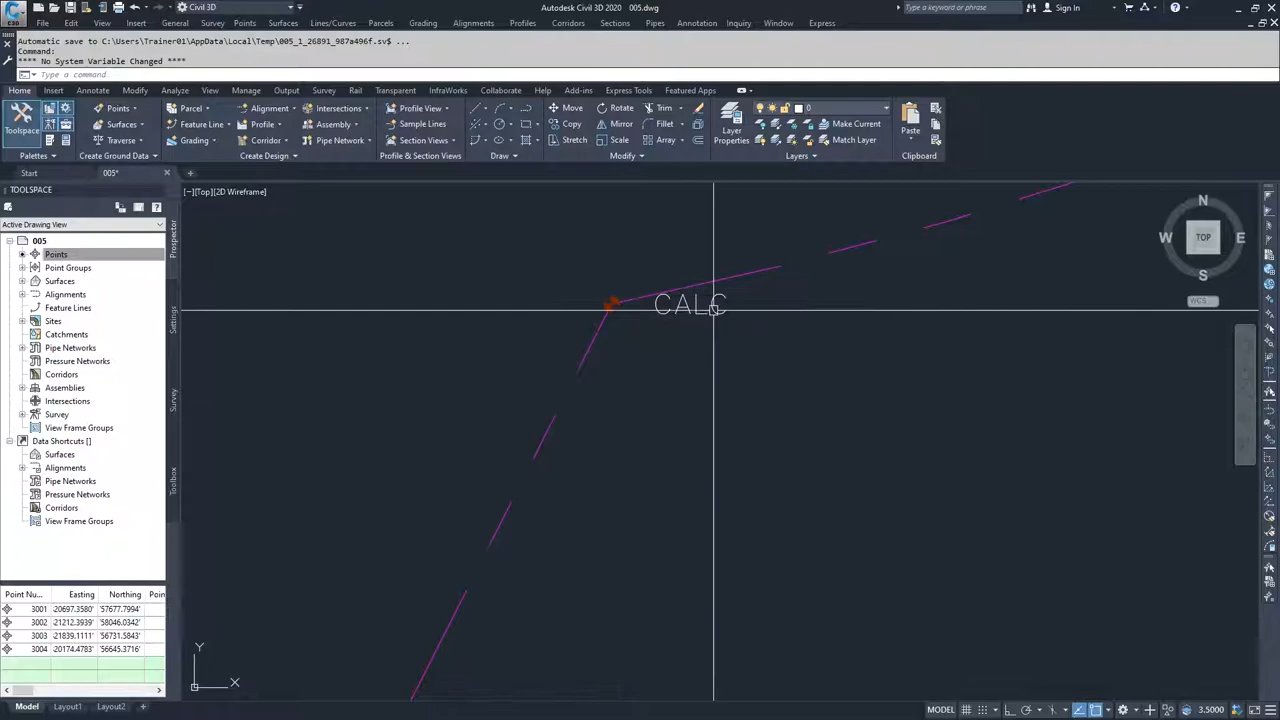 C3D
Civil 3D
Autodesk Civil 3D 2020 005.dwg
Type a keyword or phrase
Sign In
File Edit View Insert General Survey Points Surfaces Lines/Curves Parcels Grading Alignments Profiles Corridors Sections Pipes Annotation Inquiry Window Express
Automatic save to C:\Users\Trainer01\AppData\Local\Temp\005_1_26891_987a496f.sv$ ...
Command:
**** No System Variable Changed ****
Type a command
Home Insert Annotate Modify Analyze View Manage Output Survey Rail Transparent InfraWorks Collaborate Help Add-ins Express Tools Featured Apps
Toolspace
Palettes
Points
Surfaces
Traverse
Create Ground Data
Parcel
Feature Line
Grading
Alignment
Profile
Corridor
Intersections
Assembly
Pipe Network
Create Design
Profile View
Sample Lines
Section Views
Profile & Section Views
Draw
Move
Copy
Stretch
Rotate
Mirror
Scale
Trim
Fillet
Array
Modify
Layer
Properties
0
Make Current
Match Layer
Layers
Paste
Clipboard
Start
005*
TOOLSPACE
Active Drawing View
005
Points
Point Groups
Surfaces
Alignments
Feature Lines
Sites
Catchments
Pipe Networks
Pressure Networks
Corridors
Assemblies
Intersections
Survey
View Frame Groups
Data Shortcuts []
Surfaces
Alignments
Pipe Networks
Pressure Networks
Corridors
View Frame Groups
Prospector
Settings
Survey
Toolbox
Point Nu... Easting Northing Poin
3001 20697.3580' '57677.7994'
3002 21212.3939' '58046.0342'
3003 21839.1111' '56731.5843'
3004 20174.4783' '56645.3716'
[−][Top][2D Wireframe]
CALC
N
W TOP E
S
WCS
Y
X
Model Layout1 Layout2 +
MODEL
3.5000